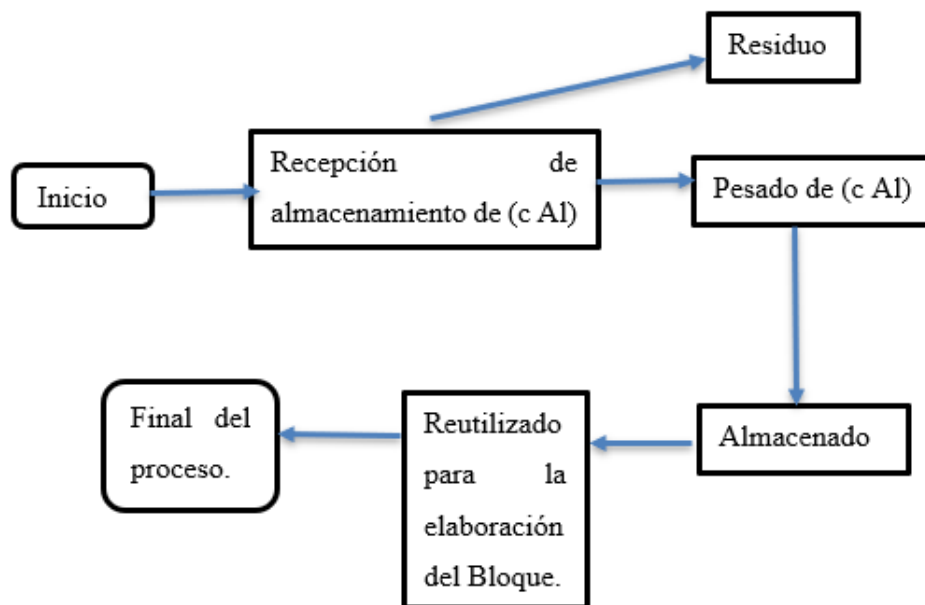 Residuo
Inicio
Recepción de
almacenamiento de (c Al)
Pesado de (c Al)
Almacenado
Reutilizado
para la
elaboración
del Bloque.
Final del
proceso.